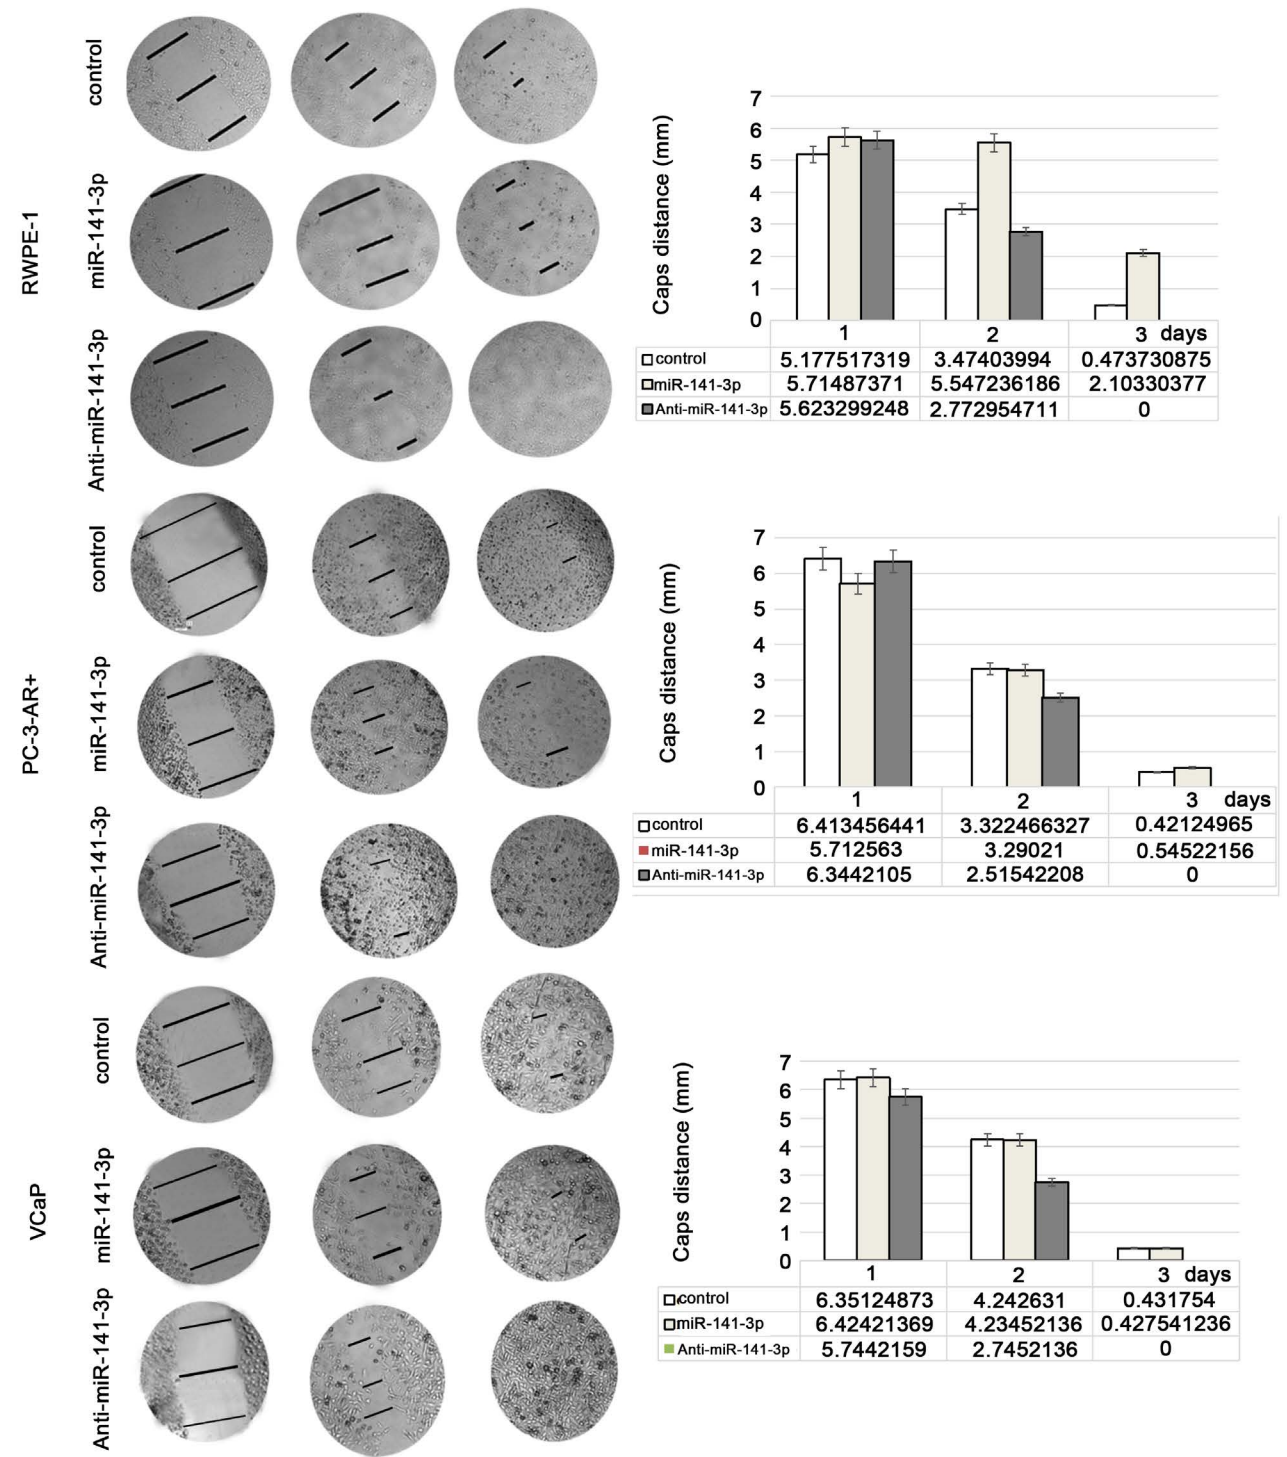 RWPE-1
control
miR-141-3p
Anti-miR-141-3p
Caps distance (mm)
7
6
5
4
3
2
1
0
1 2 3 days
control 5.177517319 3.47403994 0.473730875
miR-141-3p 5.71487371 5.547236186 2.10330377
Anti-miR-141-3p 5.623299248 2.772954711 0
PC-3-AR+
control
miR-141-3p
Anti-miR-141-3p
Caps distance (mm)
7
6
5
4
3
2
1
0
1 2 3 days
control 6.413456441 3.322466327 0.42124965
miR-141-3p 5.712563 3.29021 0.54522156
Anti-miR-141-3p 6.3442105 2.51542208 0
VCaP
control
miR-141-3p
Anti-miR-141-3p
Caps distance (mm)
7
6
5
4
3
2
1
0
1 2 3 days
control 6.35124873 4.242631 0.431754
miR-141-3p 6.42421369 4.23452136 0.427541236
Anti-miR-141-3p 5.7442159 2.7452136 0